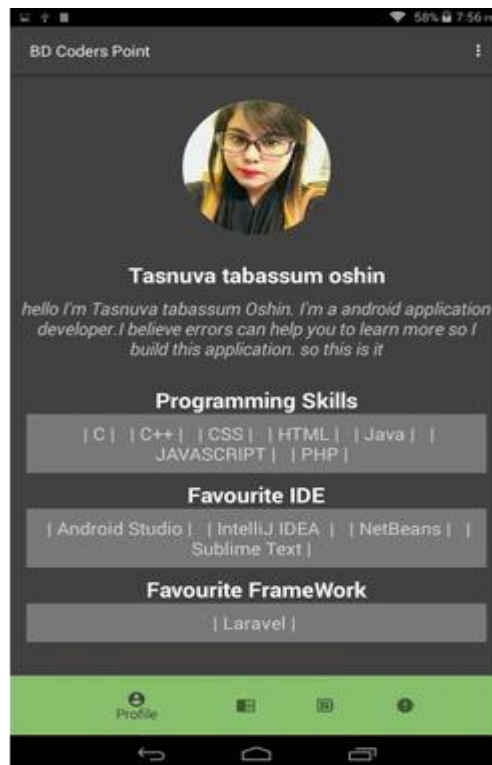 58% 7:56
BD Coders Point
Tasnuva tabassum oshin
hello I'm Tasnuva tabassum Oshin. I'm a android application
developer.I believe errors can help you to learn more so I
build this application. so this is it
Programming Skills
| C | | C++ | | CSS | | HTML | | Java | |
JAVASCRIPT | | PHP |
Favourite IDE
| Android Studio | | IntelliJ IDEA | | NetBeans | |
Sublime Text |
Favourite FrameWork
| Laravel |
Profile